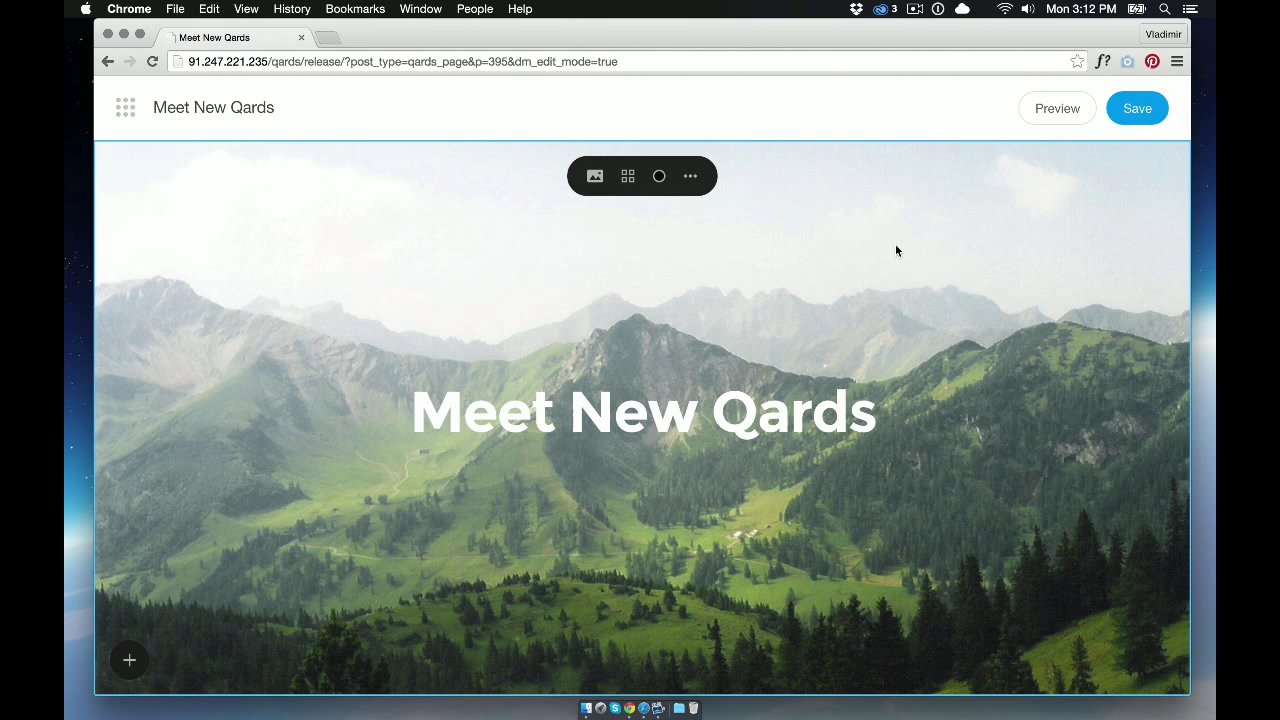 Chrome File Edit View History Bookmarks Window People Help 3 Mon 3:12 PM
Meet New Qards Vladimir
91.247.221.235/qards/release/?post_type=qards_page&p=395&dm_edit_mode=true f?
Meet New Qards Preview Save
Meet New Qards